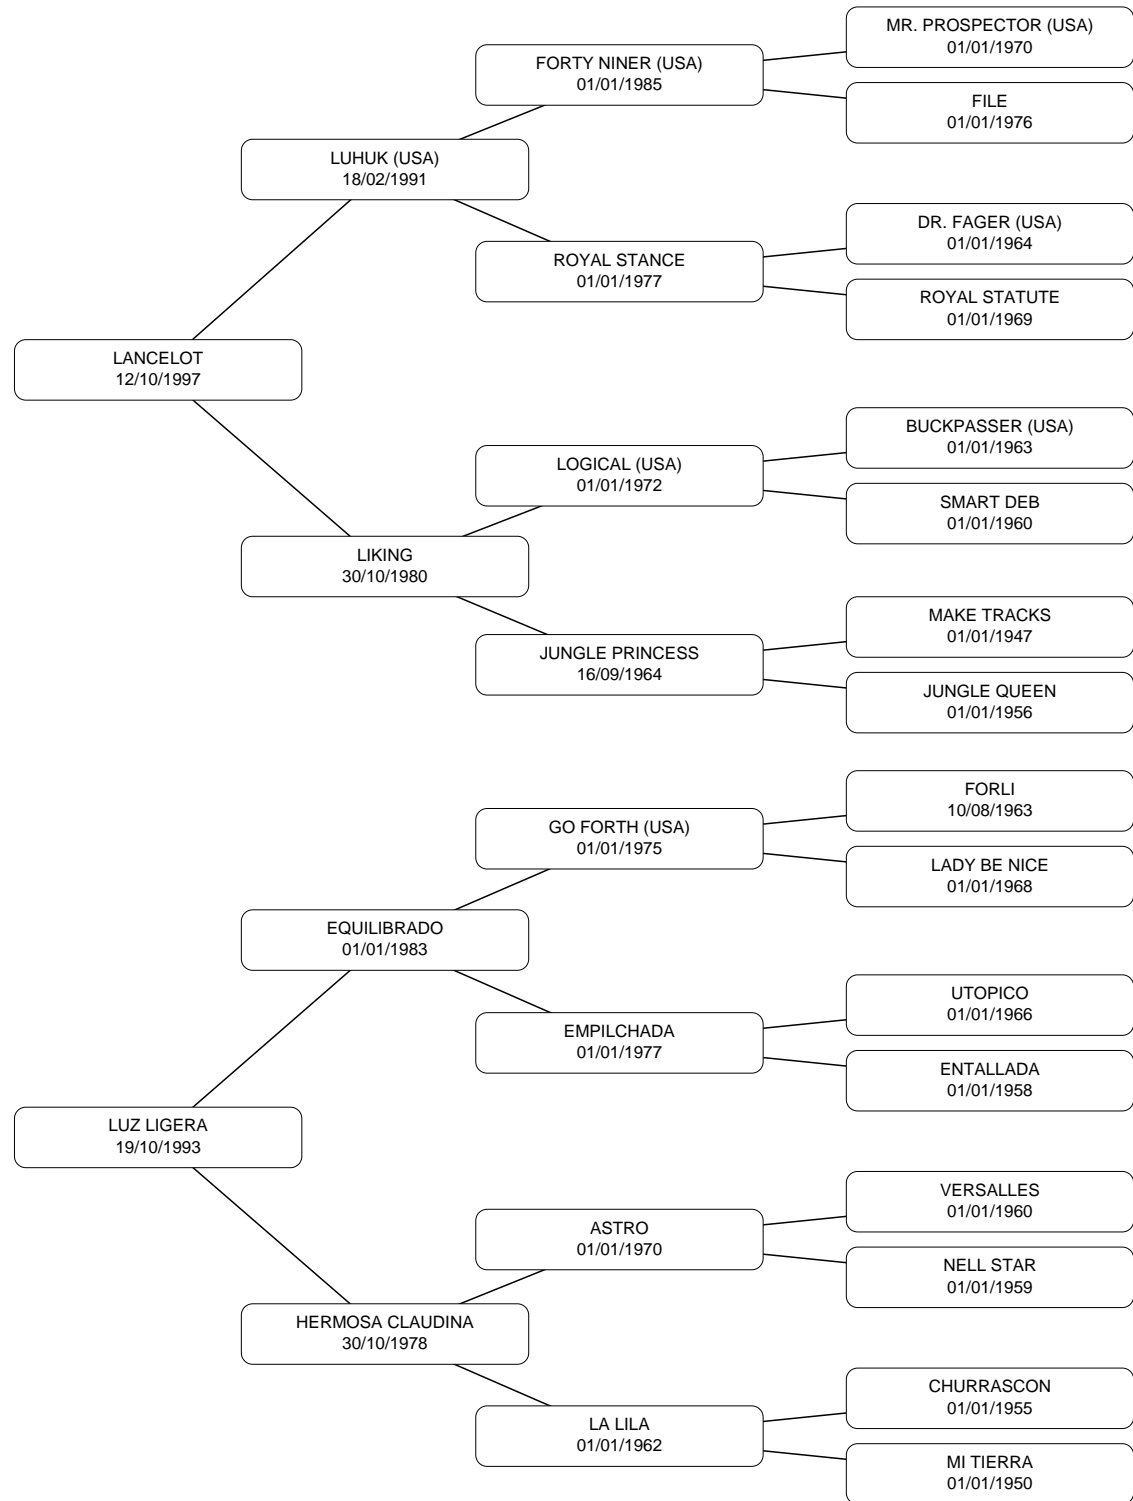 MR. PROSPECTOR (USA)
01/01/1970
FORTY NINER (USA)
01/01/1985
FILE
01/01/1976
LUHUK (USA)
18/02/1991
DR. FAGER (USA)
01/01/1964
ROYAL STANCE
01/01/1977
ROYAL STATUTE
01/01/1969
LANCELOT
12/10/1997
BUCKPASSER (USA)
01/01/1963
LOGICAL (USA)
01/01/1972
SMART DEB
01/01/1960
LIKING
30/10/1980
MAKE TRACKS
01/01/1947
JUNGLE PRINCESS
16/09/1964
JUNGLE QUEEN
01/01/1956
FORLI
10/08/1963
GO FORTH (USA)
01/01/1975
LADY BE NICE
01/01/1968
EQUILIBRADO
01/01/1983
UTOPICO
01/01/1966
EMPILCHADA
01/01/1977
ENTALLADA
01/01/1958
LUZ LIGERA
19/10/1993
VERSALLES
01/01/1960
ASTRO
01/01/1970
NELL STAR
01/01/1959
HERMOSA CLAUDINA
30/10/1978
CHURRASCON
01/01/1955
LA LILA
01/01/1962
MI TIERRA
01/01/1950